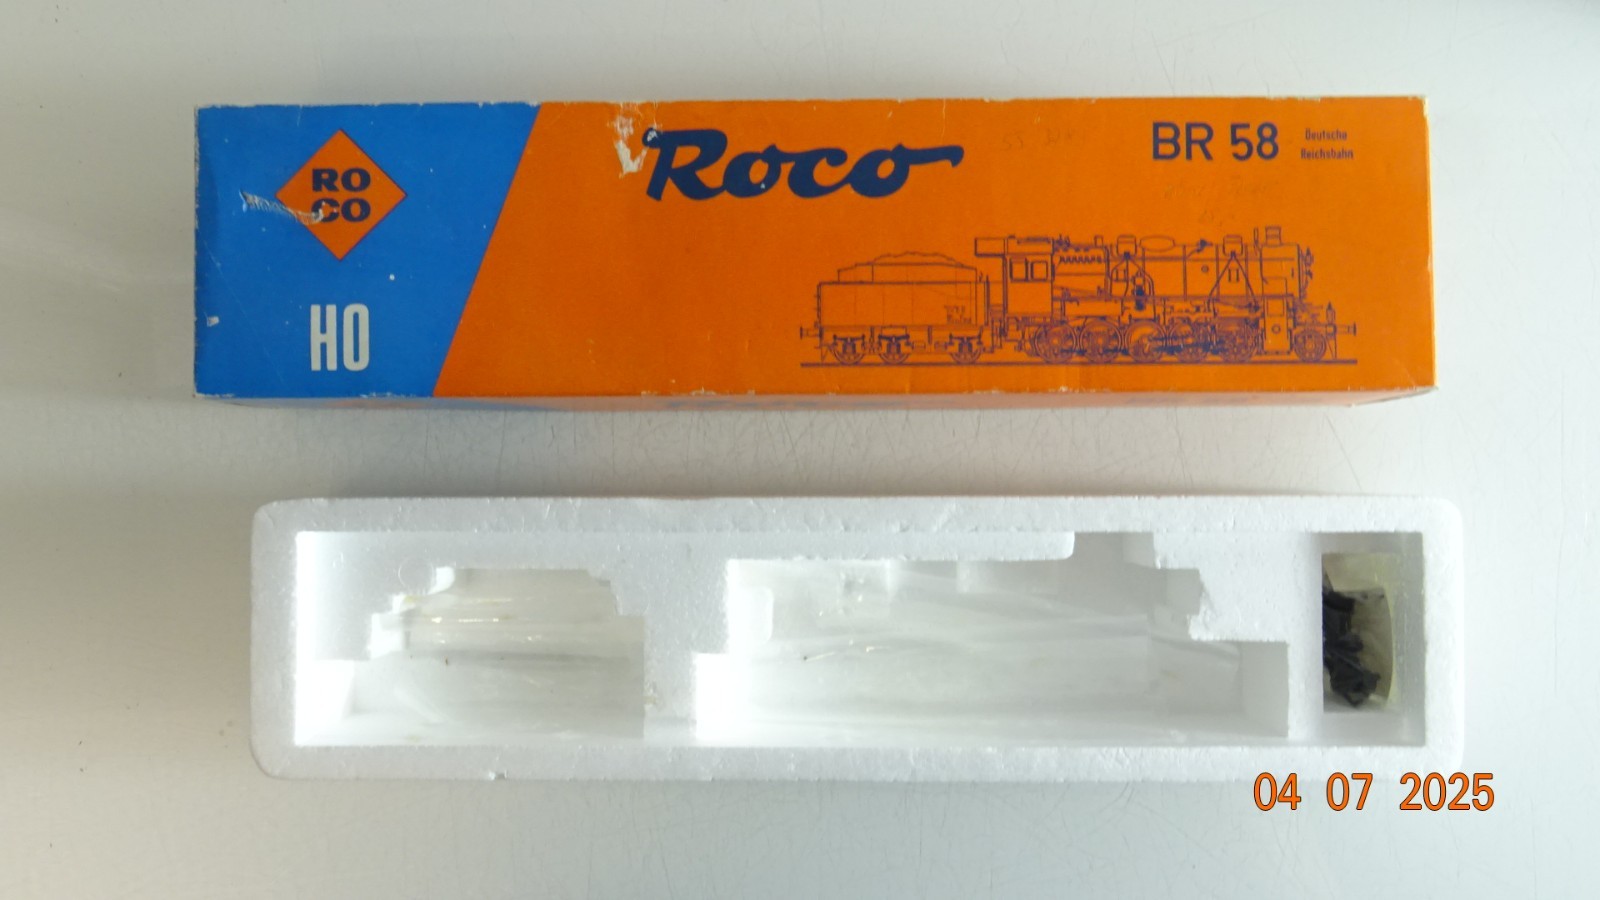 RO
CO
HO
Roco
BR 58
Deutsche
Reichsbahn
04 07 2025